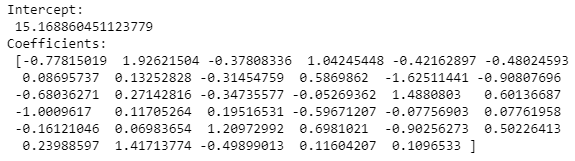 Intercept:
15.168860451123779
Coefficients:
[-0.77815019 1.92621504 -0.37808336 1.04245448 -0.42162897 -0.48024593
0.08695737 0.13252828 -0.31454759 0.5869862 -1.62511441 -0.90807696
-0.68036271 0.27142816 -0.34735577 -0.05269362 1.4880803 0.60136687
-1.0009617 0.11705264 0.19516531 -0.59671207 -0.07756903 0.07761958
-0.16121046 0.06983654 1.20972992 0.6981021 -0.90256273 0.50226413
0.23988597 1.41713774 -0.49899013 0.11604207 0.1096533 ]